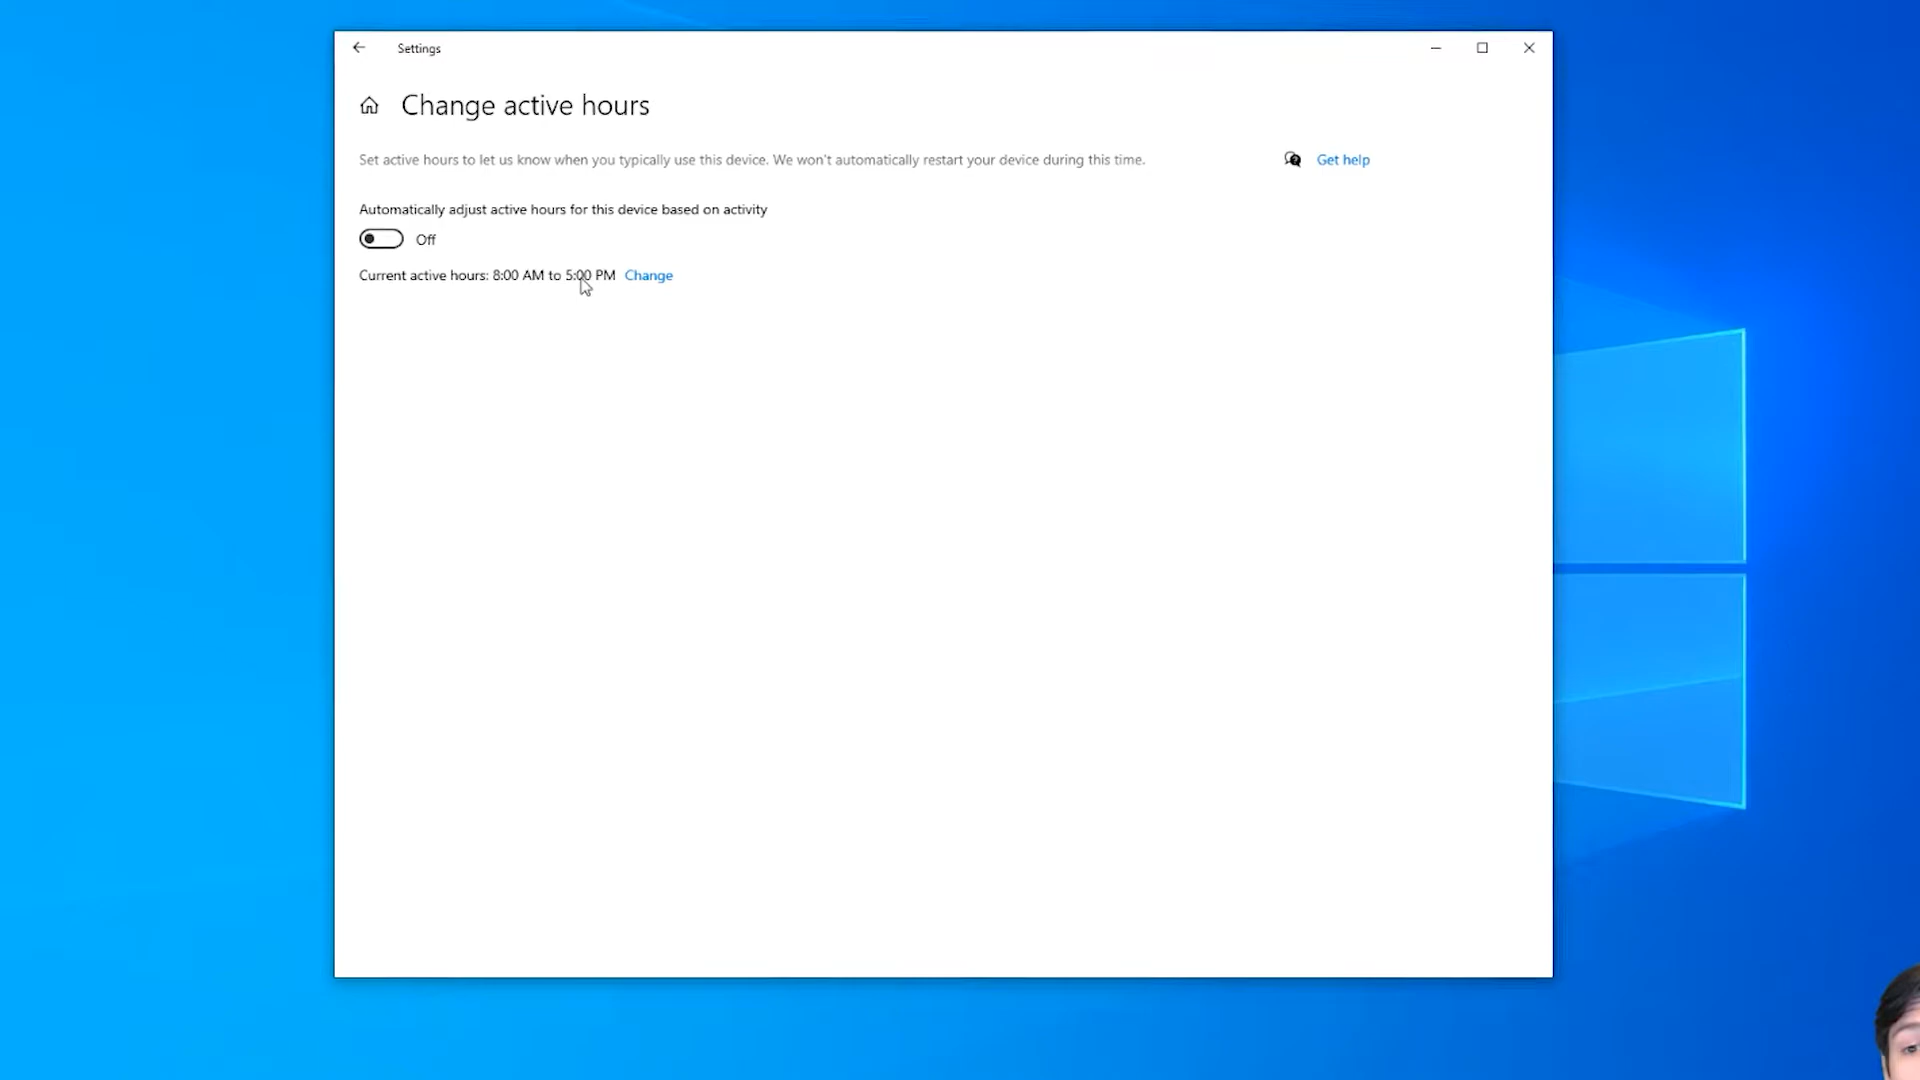 Settings
Change active hours
Set active hours to let us know when you typically use this device. We won't automatically restart your device during this time.
Get help
Automatically adjust active hours for this device based on activity
Off
Current active hours: 8:00 AM to 5:00 PM Change